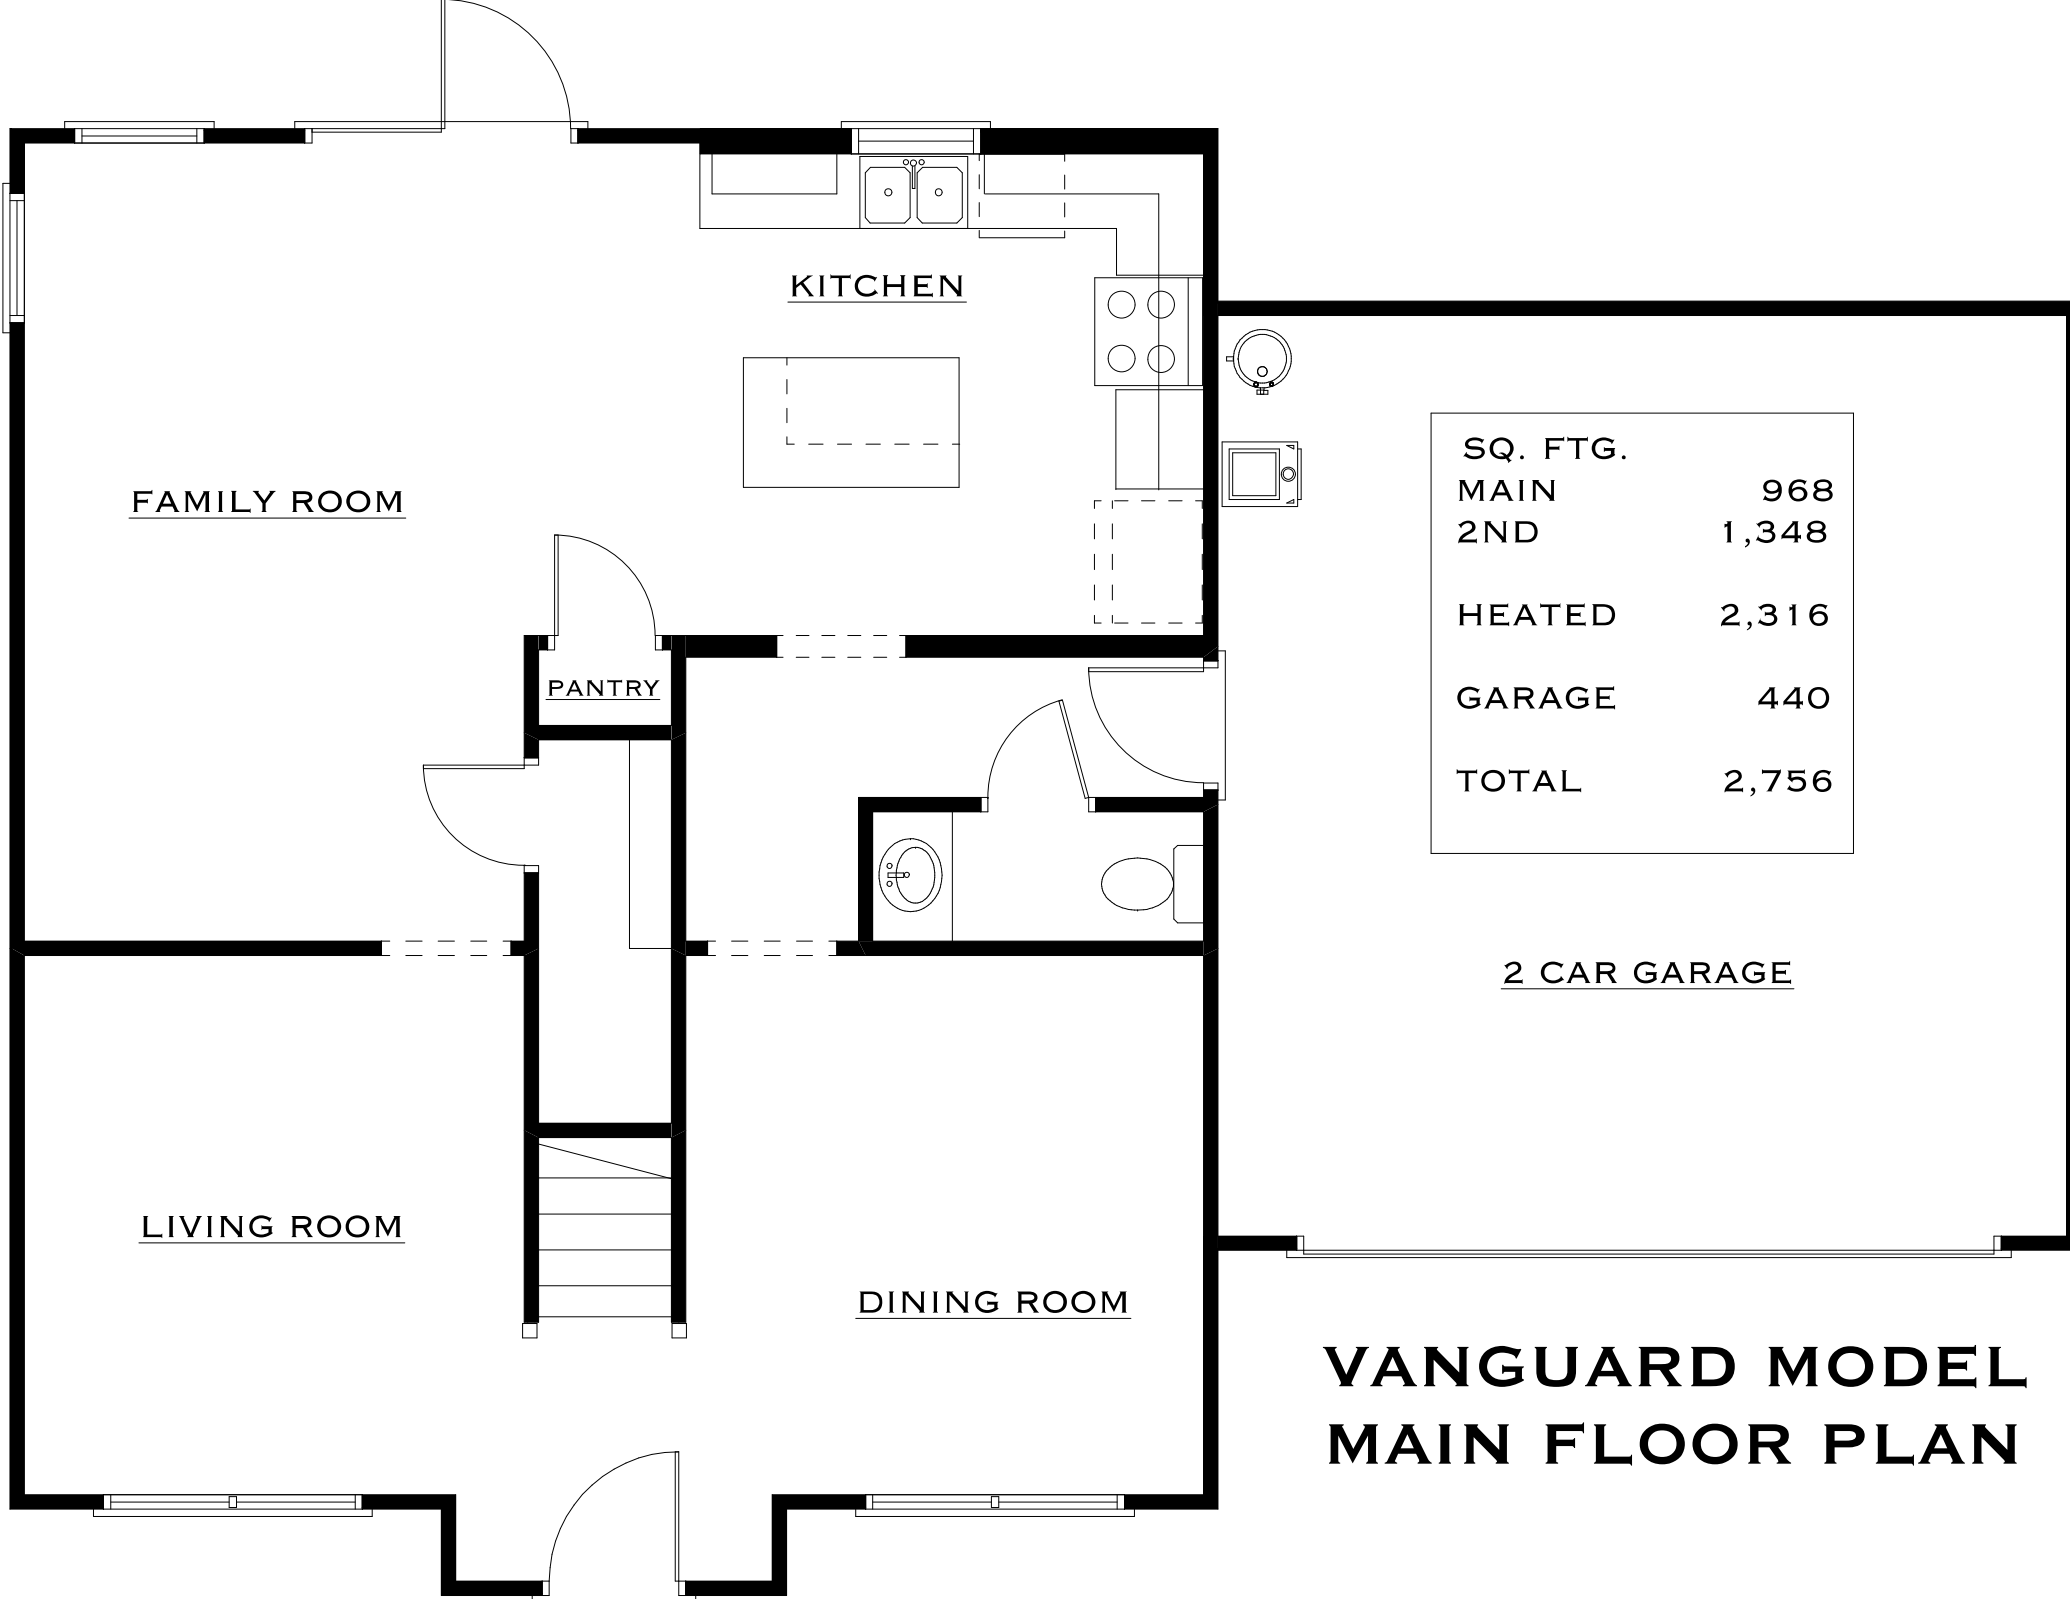 KITCHEN
FAMILY ROOM
PANTRY
SQ. FTG.
MAIN 968
2ND 1,348
HEATED 2,316
GARAGE 440
TOTAL 2,756
2 CAR GARAGE
LIVING ROOM
DINING ROOM
VANGUARD MODEL
MAIN FLOOR PLAN